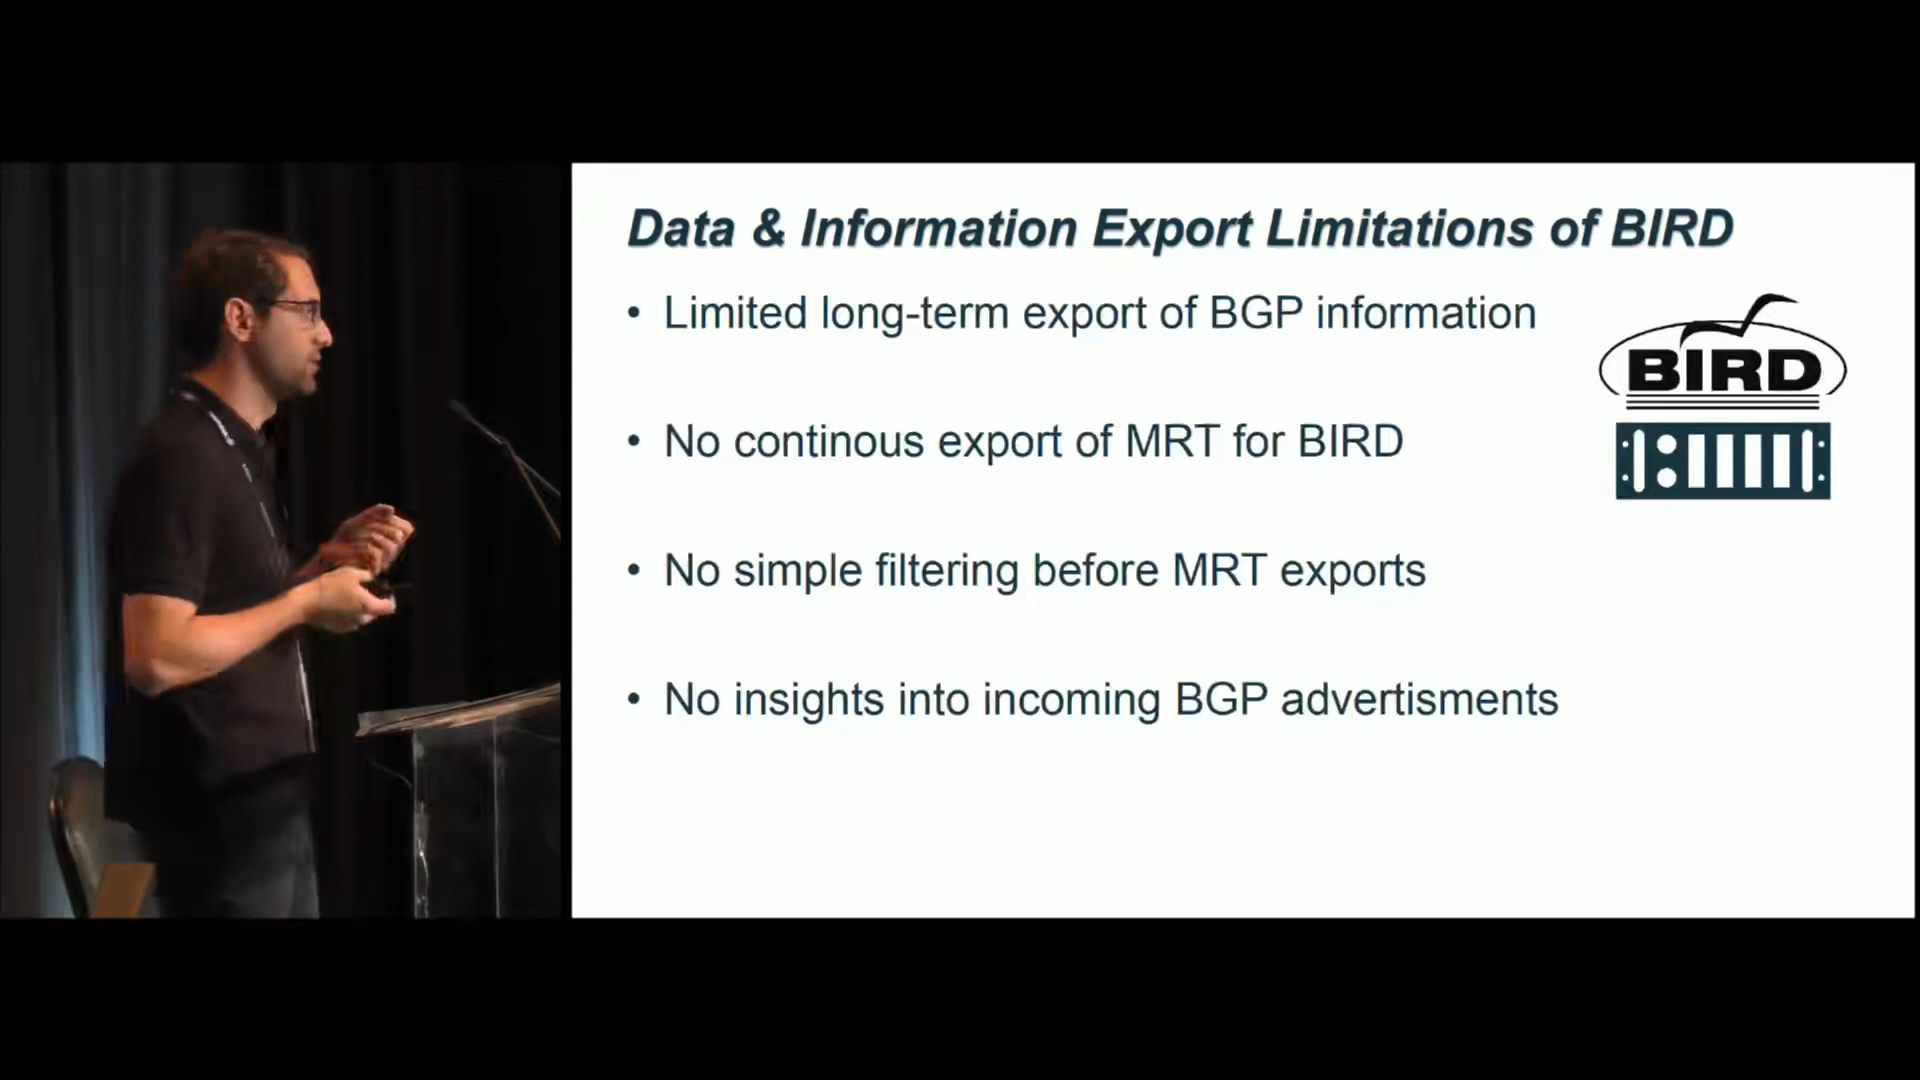 Data & Information Export Limitations of BIRD
• Limited long-term export of BGP information
BIRD
• No continous export of MRT for BIRD
• No simple filtering before MRT exports
• No insights into incoming BGP advertisments